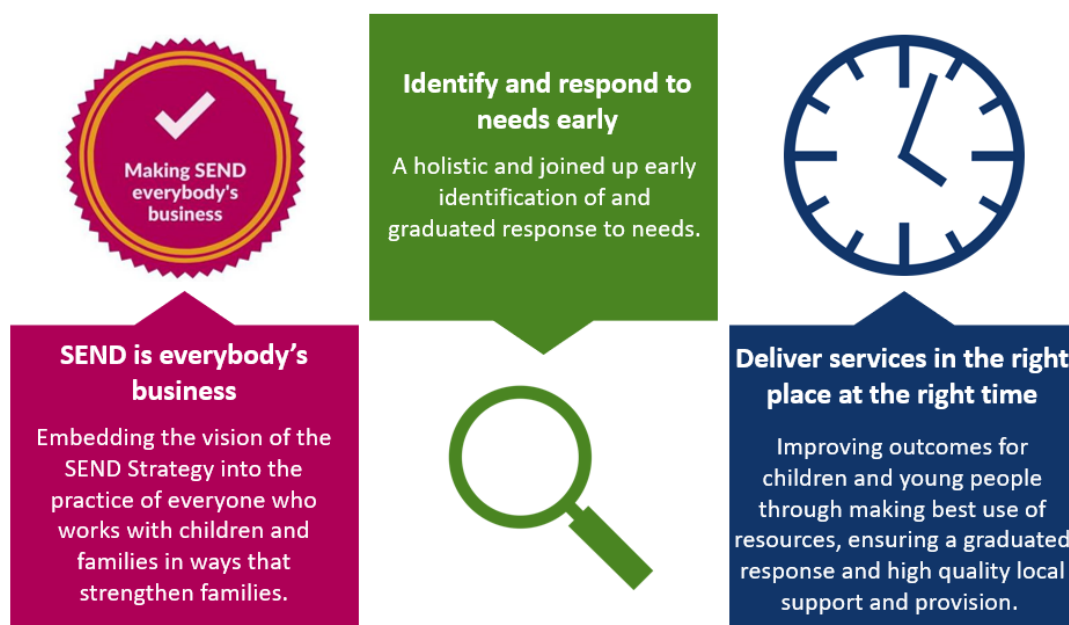 Making SEND
everybody's
business
SEND is everybody’s
business
Embedding the vision of the
SEND Strategy into the
practice of everyone who
works with children and
families in ways that
strengthen families.
Identify and respond to
needs early
A holistic and joined up early
identification of and
graduated response to needs.
Deliver services in the right
place at the right time
Improving outcomes for
children and young people
through making best use of
resources, ensuring a graduated
response and high quality local
support and provision.